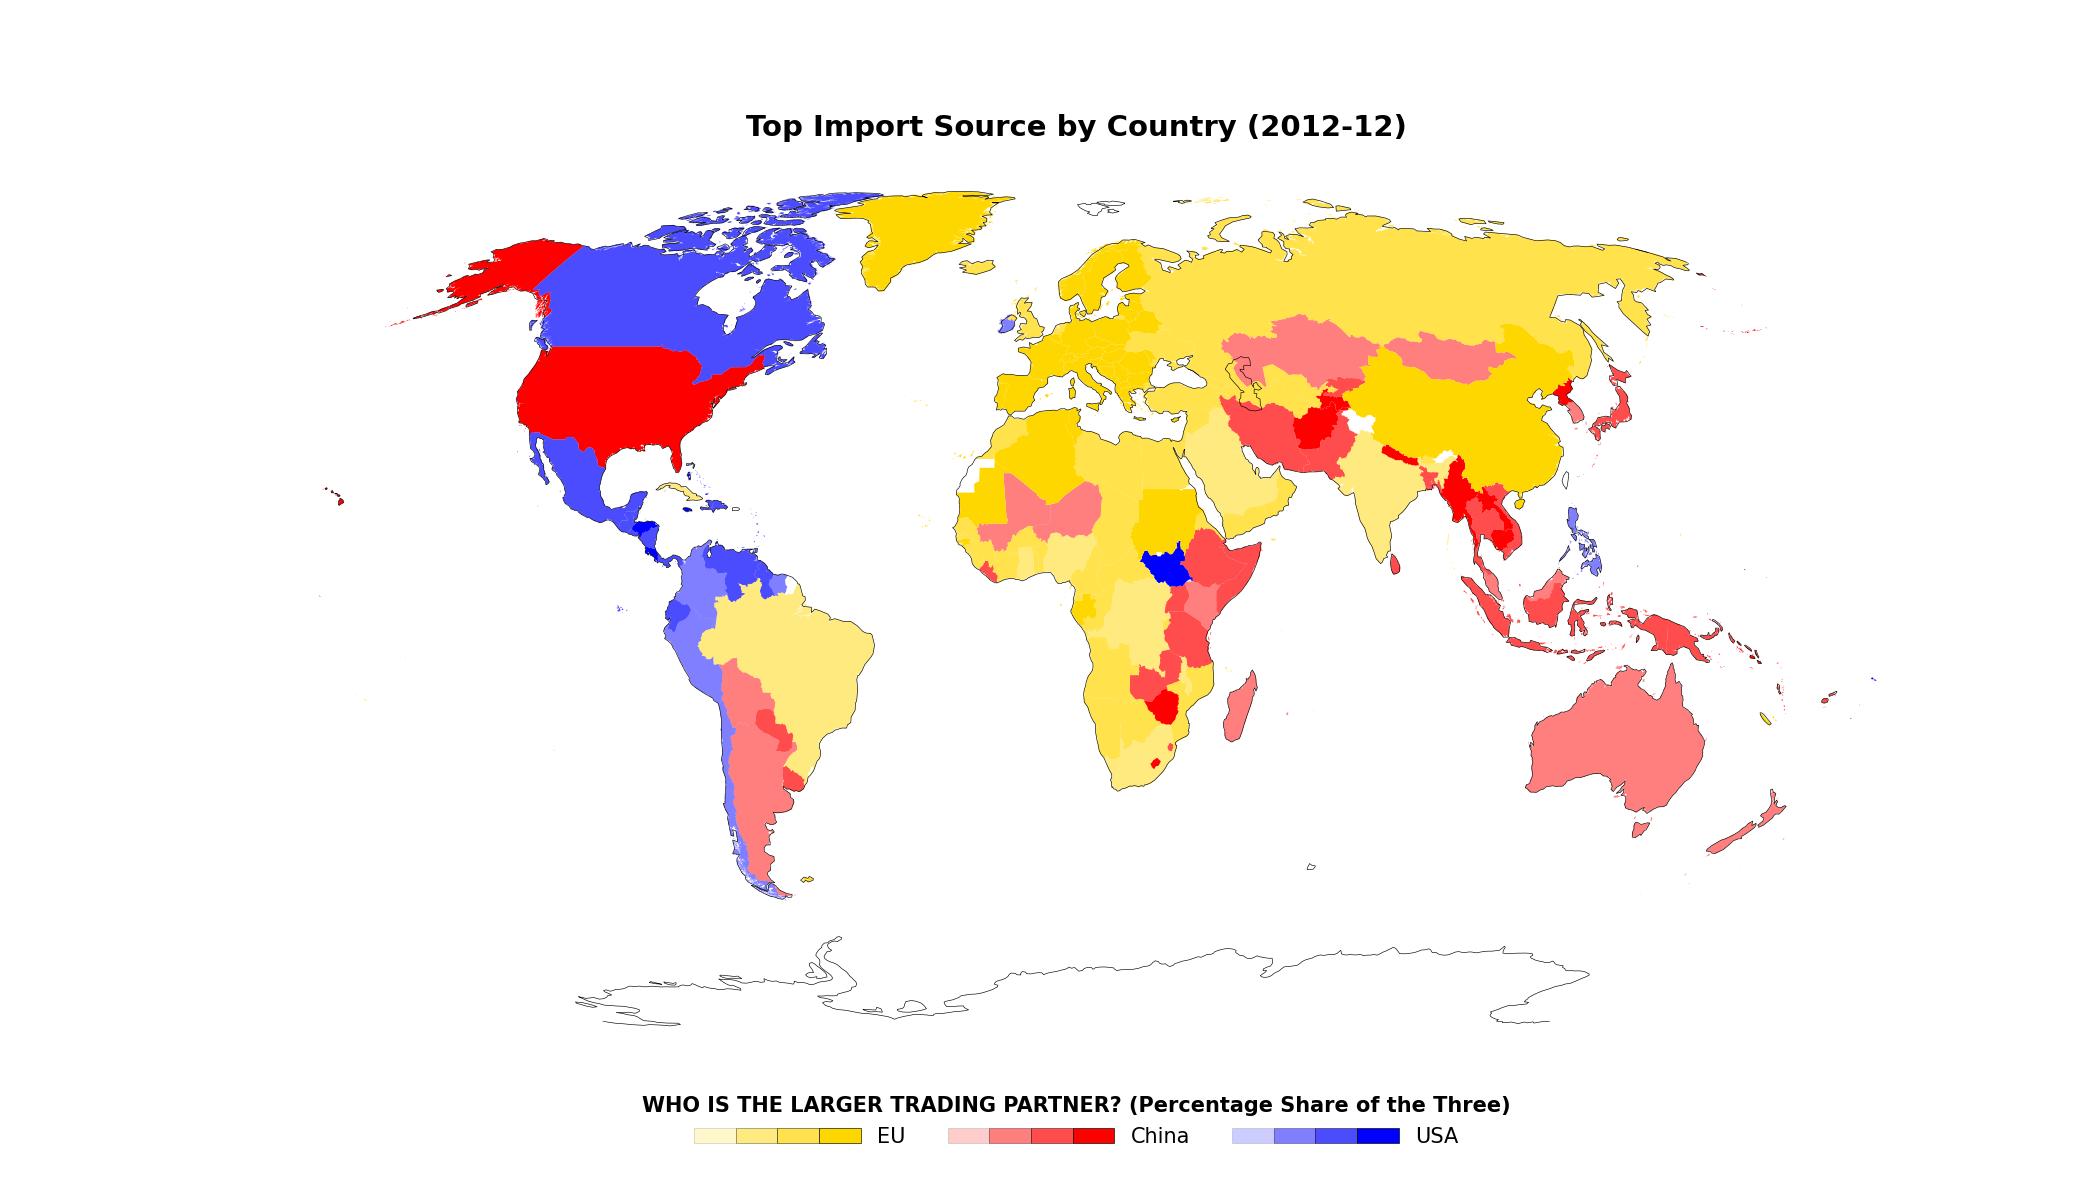 Top Import Source by Country (2012-12)
WHO IS THE LARGER TRADING PARTNER? (Percentage Share of the Three)
EU China USA